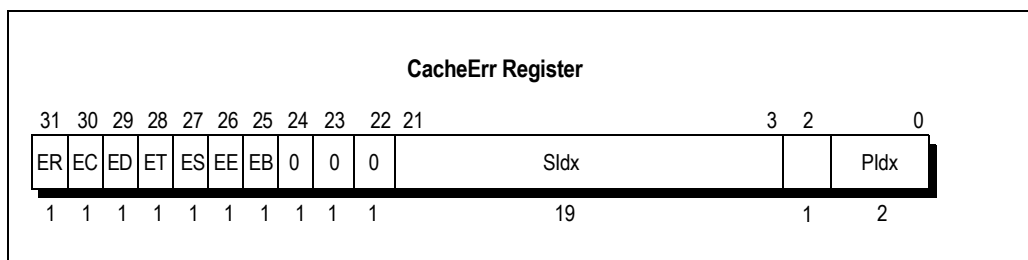 CacheErr Register
31 30 29 28 27 26 25 24 23 22 21 3 2 0
ER EC ED ET ES EE EB 0 0 0 SIdx PIdx
1 1 1 1 1 1 1 1 1 1 19 1 2